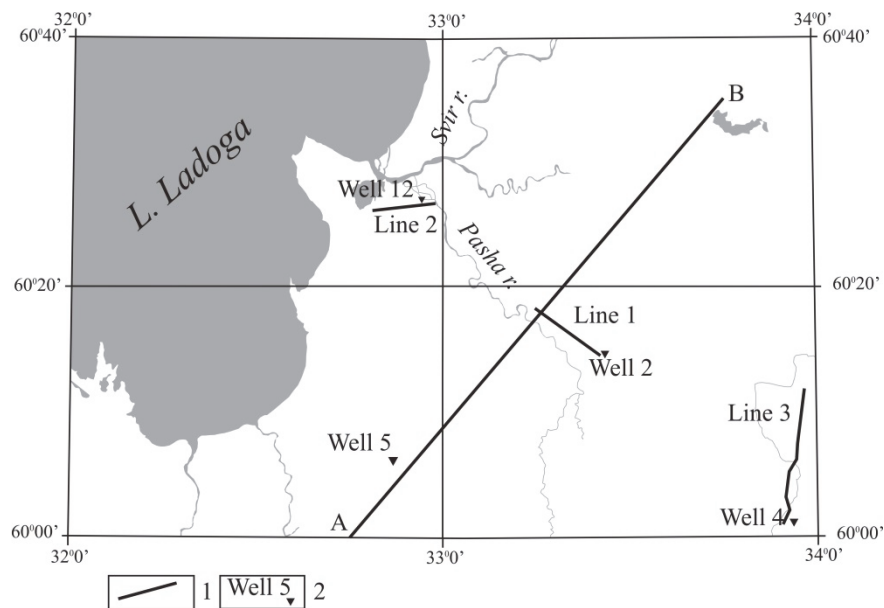 32⁰0' 33⁰0' 34⁰0'
60⁰40' 60⁰40'
B
Svir r.
L. Ladoga
Well 12
Line 2
Pasha r.
60⁰20' 60⁰20'
Line 1
Well 2
Line 3
Well 5
A
Well 4
60⁰00' 60⁰00'
32⁰0' 33⁰0' 34⁰0'
1 Well 5 2